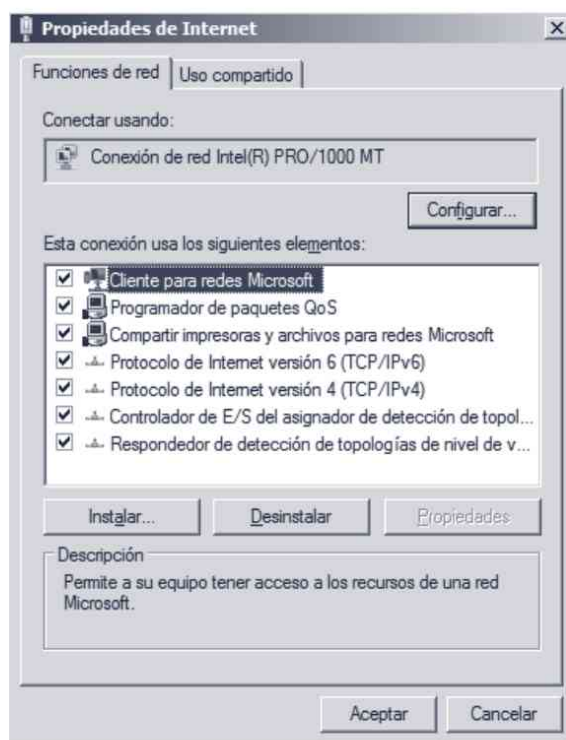 Propiedades de Internet
Funciones de red
Uso compartido
Conectar usando:
Conexión de red Intel(R) PRO/1000 MT
Configurar...
Esta conexión usa los siguientes elementos:
Cliente para redes Microsoft
Programador de paquetes QoS
Compartir impresoras y archivos para redes Microsoft
Protocolo de Internet versión 6 (TCP/IPv6)
Protocolo de Internet versión 4 (TCP/IPv4)
Controlador de E/S del asignador de detección de topol...
Respondedor de detección de topologías de nivel de v...
Instalar...
Desinstalar
Propiedades
Descripción
Permite a su equipo tener acceso a los recursos de una red
Microsoft.
Aceptar
Cancelar